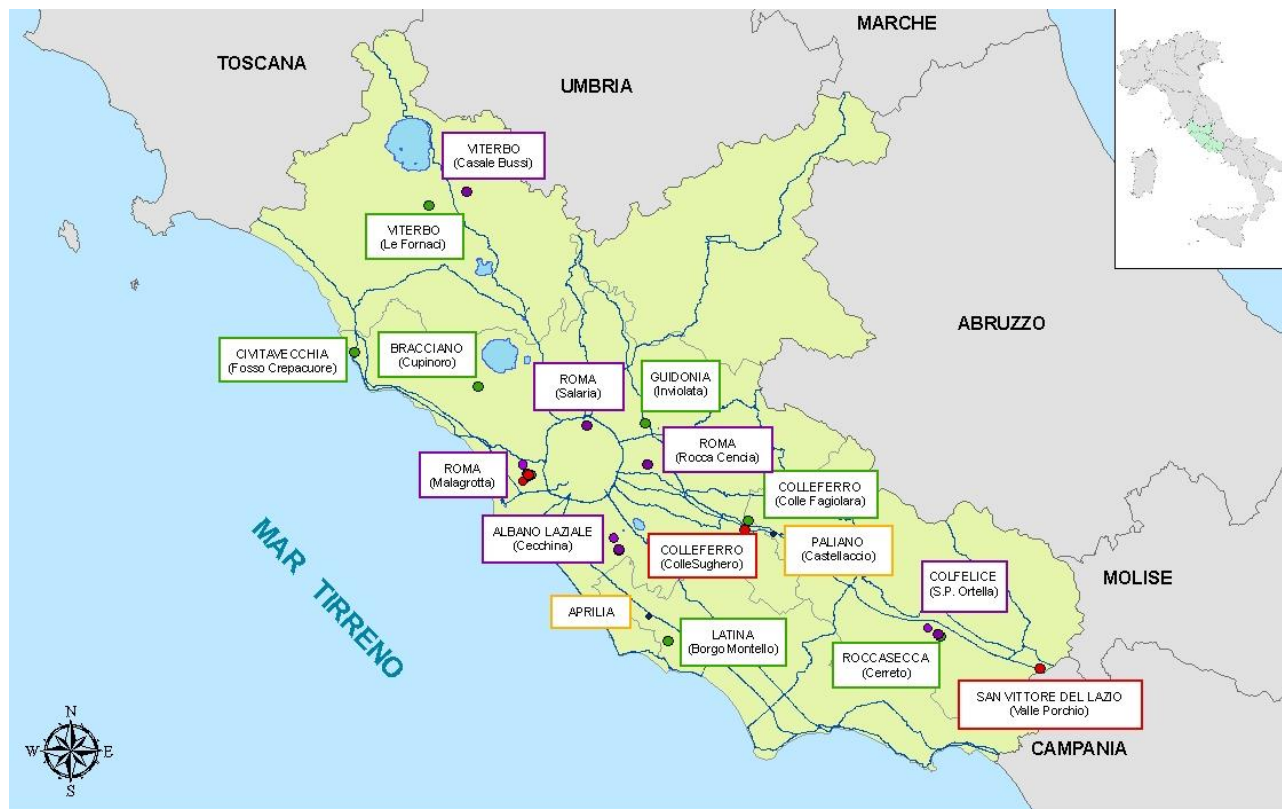 MARCHE
TOSCANA
UMBRIA
VITERBO
(Casale Bussi)
VITERBO
(Le Fornaci)
ABRUZZO
CIVITAVECCHIA
(Fosso Crepacuore)
BRACCIANO
(Cupinoro)
ROMA
(Salaria)
GUIDONIA
(Inviolata)
ROMA
(Rocca Cencia)
ROMA
(Malagrotta)
COLLEFERRO
(Colle Fagiolara)
ALBANO LAZIALE
(Cecchina)
COLLEFERRO
(ColleSughero)
PALIANO
(Castellaccio)
MAR TIRRENO
COLFELICE
(S.P. Ortella)
MOLISE
APRILIA
LATINA
(Borgo Montello)
ROCCASECCA
(Cerreto)
SAN VITTORE DEL LAZIO
(Valle Porchio)
CAMPANIA
N
W E
S